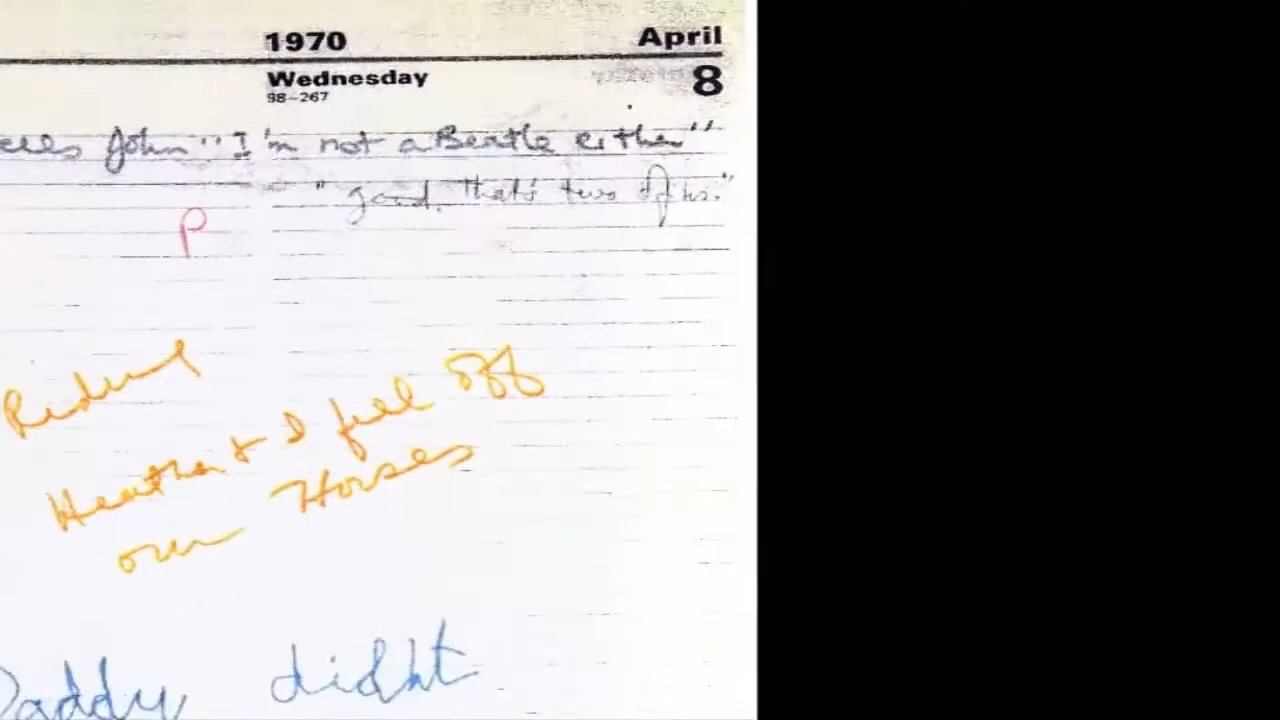 1970 April
Wednesday 8
98–267
John "I'm not a Beatle either"
" good. that's two of us."
P
Riding
Heather & I fell off
our Horses
Daddy didn't